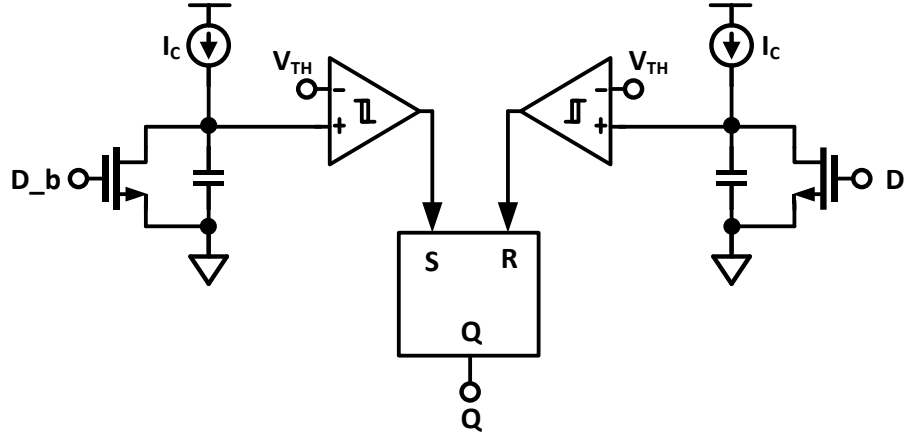 I_C
V_TH
V_TH
I_C
-
-
+
+
D_b
D
S
R
Q
Q